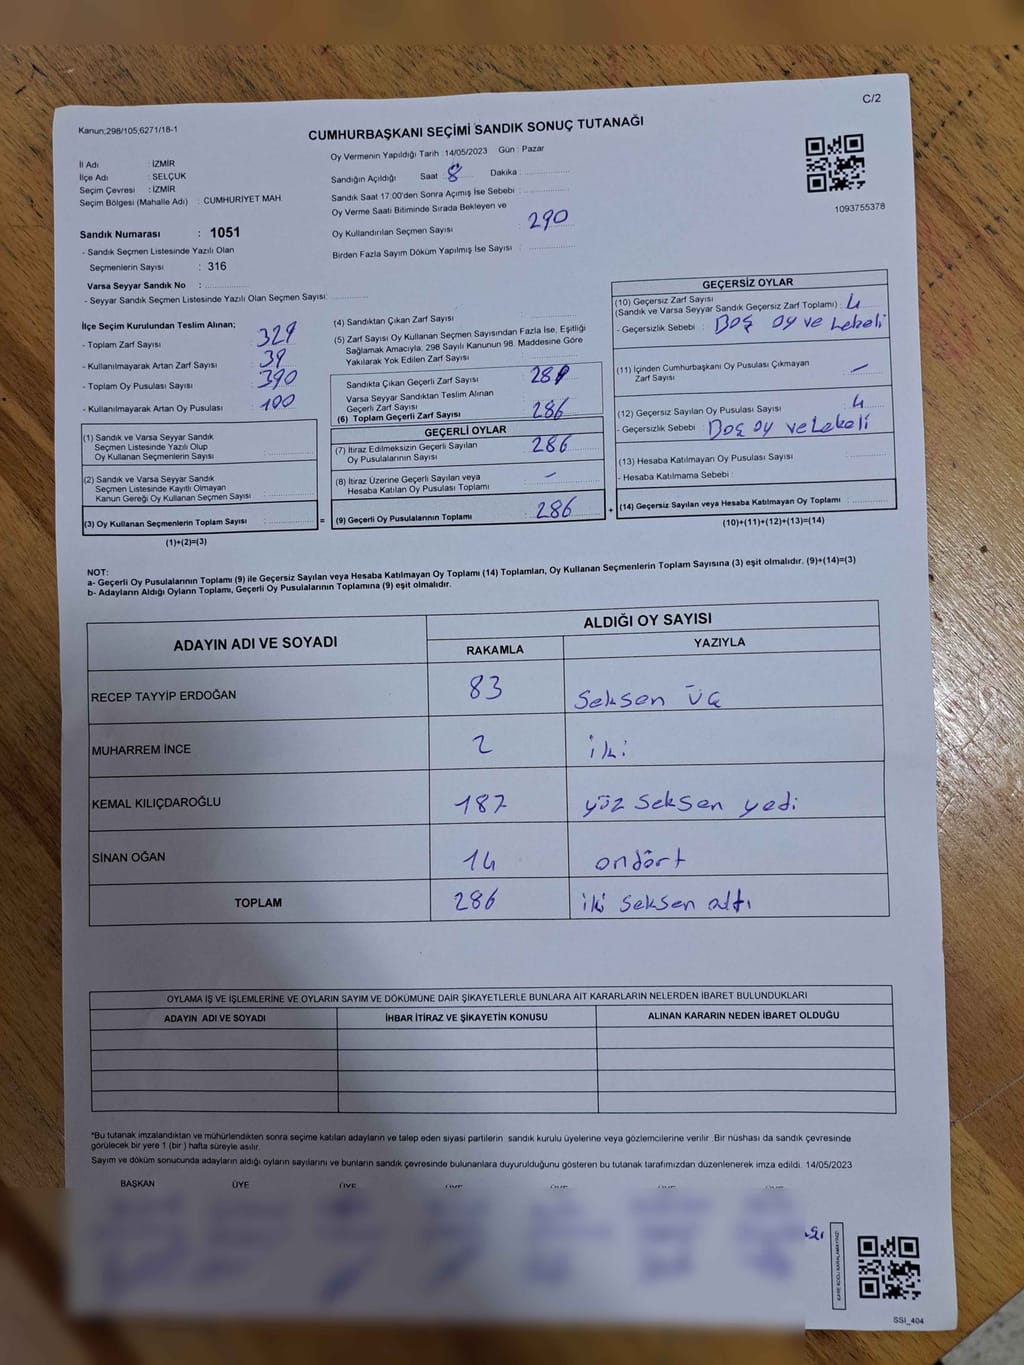 C/2
Kanun;298/105,6271/18-1
CUMHURBAŞKANI SEÇİMİ SANDIK SONUÇ TUTANAĞI
İl Adı : İZMİR
İlçe Adı : SELÇUK
Seçim Çevresi : İZMİR
Seçim Bölgesi (Mahalle Adı) : CUMHURİYET MAH.
Sandık Numarası : 1051
- Sandık Seçmen Listesinde Yazılı Olan
Seçmenlerin Sayısı : 316
Varsa Seyyar Sandık No :
- Seyyar Sandık Seçmen Listesinde Yazılı Olan Seçmen Sayısı:
Oy Vermenin Yapıldığı Tarih :14/05/2023 Gün : Pazar
Sandığın Açıldığı Saat 8 Dakika :
Sandık Saat 17.00'den Sonra Açımış İse Sebebi :
Oy Verme Saati Bitiminde Sırada Bekleyen ve
Oy Kullandırılan Seçmen Sayısı : 290
Birden Fazla Sayım Döküm Yapılmış İse Sayısı :
1093755378
İlçe Seçim Kurulundan Teslim Alınan;
- Toplam Zarf Sayısı : 329
- Kullanılmayarak Artan Zarf Sayısı : 39
- Toplam Oy Pusulası Sayısı : 390
- Kullanılmayarak Artan Oy Pusulası : 100
(1) Sandık ve Varsa Seyyar Sandık
Seçmen Listesinde Yazılı Olup
Oy Kullanan Seçmenlerin Sayısı :
(2) Sandık ve Varsa Seyyar Sandık
Seçmen Listesinde Kayıtlı Olmayan
Kanun Gereği Oy Kullanan Seçmen Sayısı :
(3) Oy Kullanan Seçmenlerin Toplam Sayısı : =
(1)+(2)=(3)
(4) Sandıktan Çıkan Zarf Sayısı :
(5) Zarf Sayısı Oy Kullanan Seçmen Sayısından Fazla İse, Eşitliği
Sağlamak Amacıyla, 298 Sayılı Kanunun 98. Maddesine Göre
Yakılarak Yok Edilen Zarf Sayısı :
Sandıkta Çıkan Geçerli Zarf Sayısı :
Varsa Seyyar Sandıktan Teslim Alınan
Geçerli Zarf Sayısı :
(6) Toplam Geçerli Zarf Sayısı : 286
GEÇERLİ OYLAR
(7) İtiraz Edilmeksizin Geçerli Sayılan
Oy Pusulalarının Sayısı : 286
(8) İtiraz Üzerine Geçerli Sayılan veya
Hesaba Katılan Oy Pusulası Toplamı : -
(9) Geçerli Oy Pusulalarının Toplamı : 286 +
GEÇERSİZ OYLAR
(10) Geçersiz Zarf Sayısı
(Sandık ve Varsa Seyyar Sandık Geçersiz Zarf Toplamı) : 4
- Geçersizlik Sebebi : Boş oy ve Lekeli
(11) İçinden Cumhurbaşkanı Oy Pusulası Çıkmayan
Zarf Sayısı : -
(12) Geçersiz Sayılan Oy Pusulası Sayısı : 4
- Geçersizlik Sebebi : Boş oy ve Lekeli
(13) Hesaba Katılmayan Oy Pusulası Sayısı :
- Hesaba Katılmama Sebebi :
(14) Geçersiz Sayılan veya Hesaba Katılmayan Oy Toplamı :
(10)+(11)+(12)+(13)=(14)
NOT:
a- Geçerli Oy Pusulalarının Toplamı (9) ile Geçersiz Sayılan veya Hesaba Katılmayan Oy Toplamı (14) Toplamları, Oy Kullanan Seçmenlerin Toplam Sayısına (3) eşit olmalıdır. (9)+(14)=(3)
b- Adayların Aldığı Oyların Toplamı, Geçerli Oy Pusulalarının Toplamına (9) eşit olmalıdır.
ADAYIN ADI VE SOYADI ALDIĞI OY SAYISI
RAKAMLA YAZIYLA
RECEP TAYYİP ERDOĞAN 83 Seksen üç
MUHARREM İNCE 2 iki
KEMAL KILIÇDAROĞLU 187 yüz seksen yedi
SİNAN OĞAN 14 ondört
TOPLAM 286 iki seksen altı
OYLAMA İŞ VE İŞLEMLERİNE VE OYLARIN SAYIM VE DÖKÜMÜNE DAİR ŞİKAYETLERLE BUNLARA AİT KARARLARIN NELERDEN İBARET BULUNDUKLARI
ADAYIN ADI VE SOYADI İHBAR İTİRAZ VE ŞİKAYETİN KONUSU ALINAN KARARIN NEDEN İBARET OLDUĞU
*Bu tutanak imzalandıktan ve mühürlendikten sonra seçime katılan adayların ve talep eden siyasi partilerin sandık kurulu üyelerine veya gözlemcilerine verilir. Bir nüshası da sandık çevresinde
görülecek bir yere 1 (bir) hafta süreyle asılır.
Sayım ve döküm sonucunda adayların aldığı oyların sayılarını ve bunların sandık çevresinde bulunanlara duyurulduğunu gösteren bu tutanak tarafımızdan düzenlenerek imza edildi. 14/05/2023
BAŞKAN ÜYE ÜYE ÜYE ÜYE ÜYE ÜYE
KARE KODU KARALAMAYINIZ!
SSİ_404